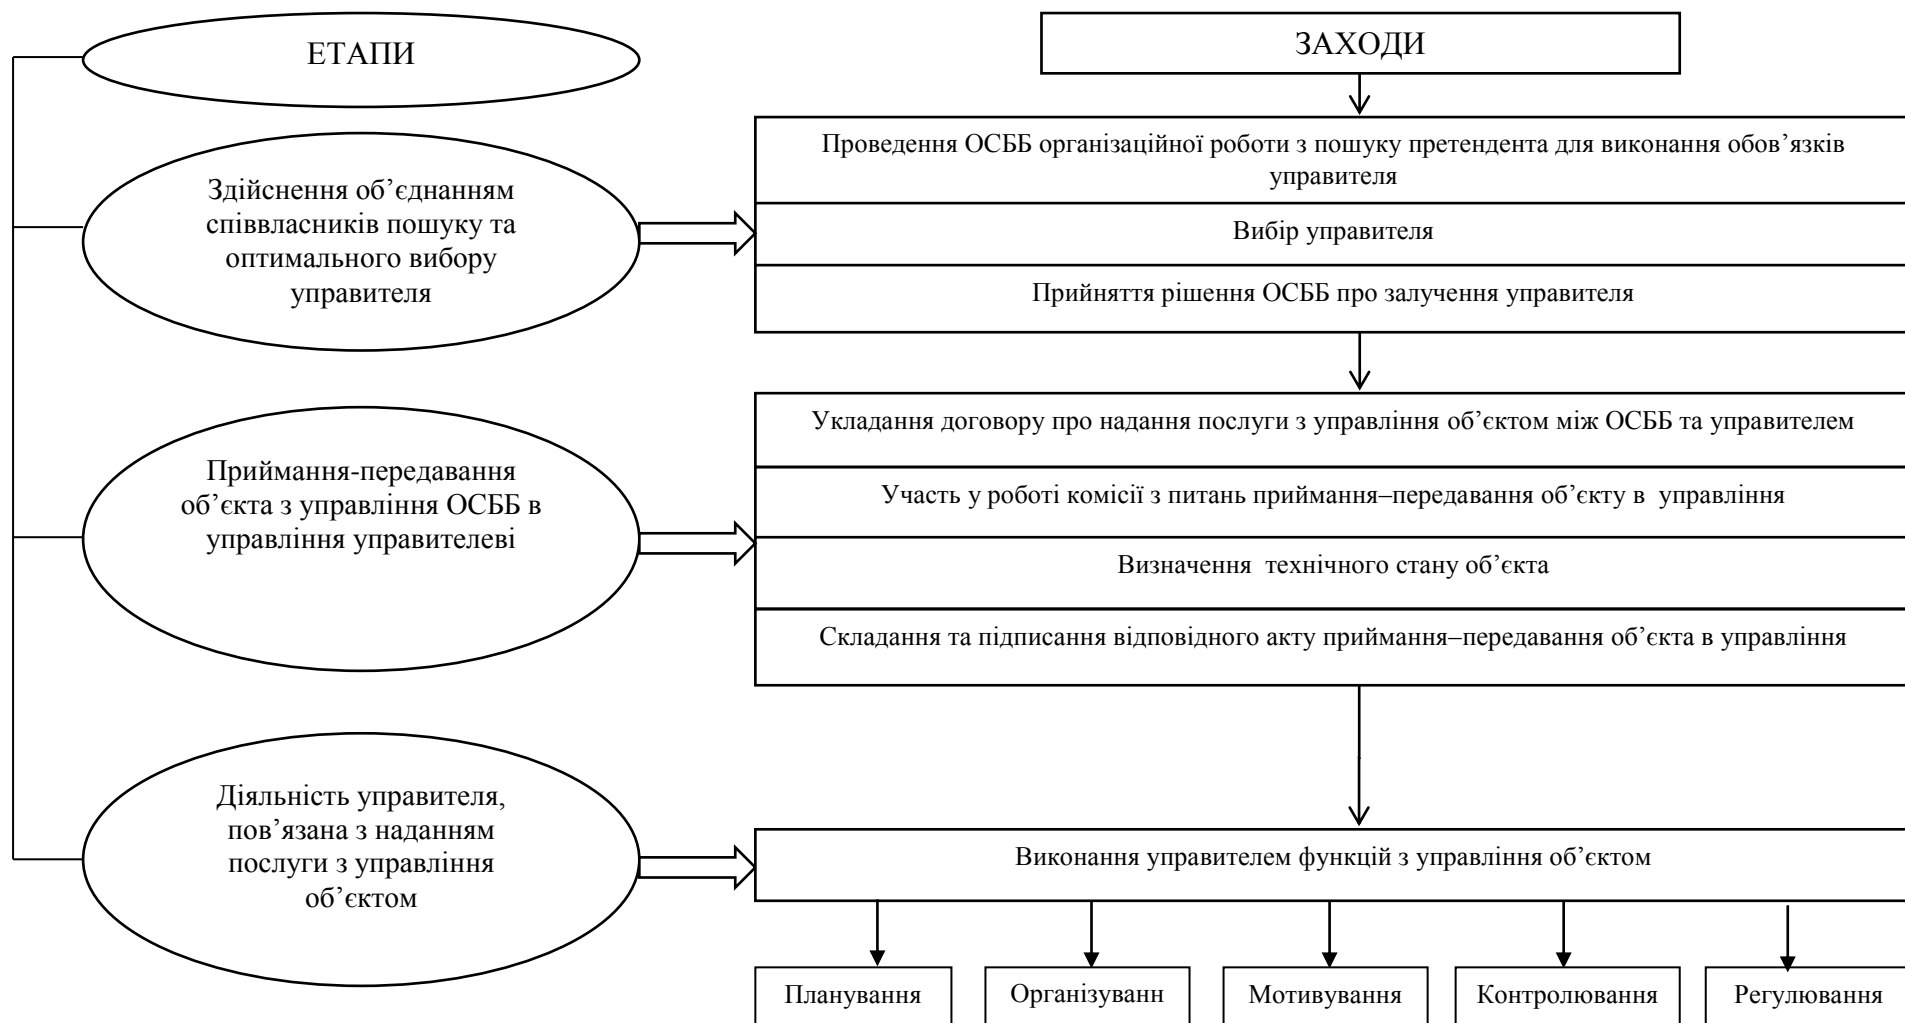 ЕТАПИ
ЗАХОДИ
Здійснення об’єднанням
співвласників пошуку та
оптимального вибору
управителя
Проведення ОСББ організаційної роботи з пошуку претендента для виконання обов’язків
управителя
Вибір управителя
Прийняття рішення ОСББ про залучення управителя
Приймання-передавання
об’єкта з управління ОСББ в
управління управителеві
Укладання договору про надання послуги з управління об’єктом між ОСББ та управителем
Участь у роботі комісії з питань приймання–передавання об’єкту в  управління
Визначення  технічного стану об’єкта
Складання та підписання відповідного акту приймання–передавання об’єкта в управління
Діяльність управителя,
пов’язана з наданням
послуги з управління
об’єктом
Виконання управителем функцій з управління об’єктом
Планування
Організуванн
Мотивування
Контролювання
Регулювання